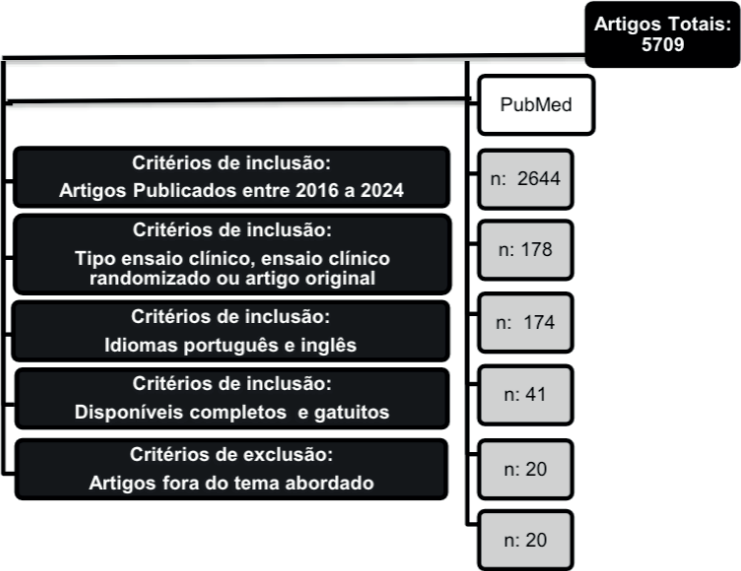 Artigos Totais:
5709
PubMed
Critérios de inclusão:
Artigos Publicados entre 2016 a 2024
n: 2644
Critérios de inclusão:
Tipo ensaio clínico, ensaio clínico
randomizado ou artigo original
n: 178
Critérios de inclusão:
Idiomas português e inglês
n: 174
Critérios de inclusão:
Disponíveis completos e gatuitos
n: 41
Critérios de exclusão:
Artigos fora do tema abordado
n: 20
n: 20